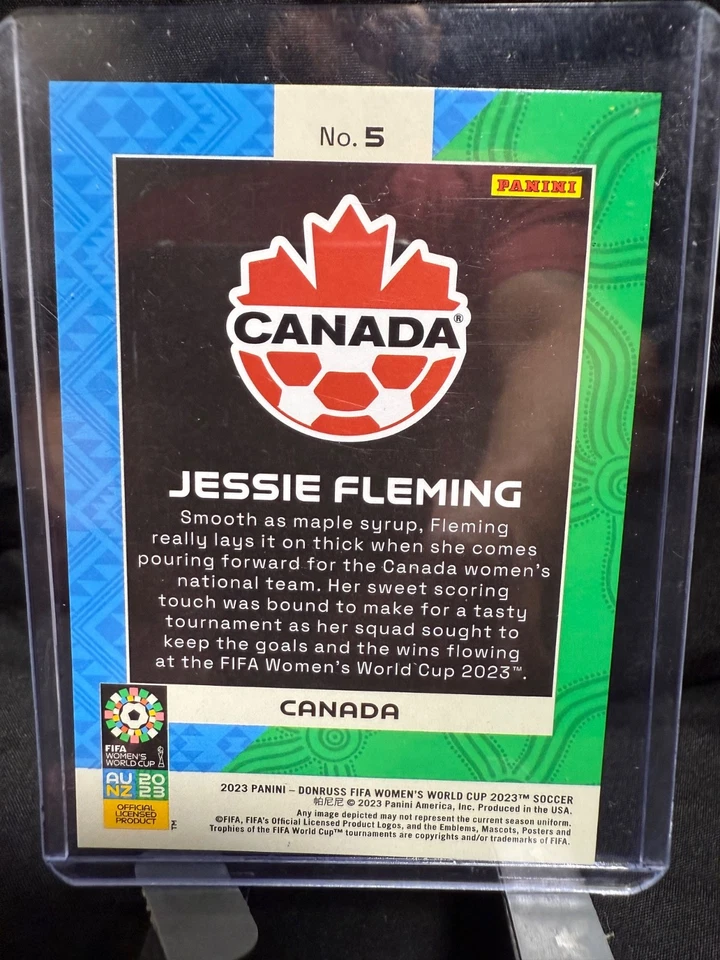 No. 5
PANINI
CANADA®
JESSIE FLEMING
Smooth as maple syrup, Fleming
really lays it on thick when she comes
pouring forward for the Canada women's
national team. Her sweet scoring
touch was bound to make for a tasty
tournament as her squad sought to
keep the goals and the wins flowing
at the FIFA Women's World Cup 2023™.
CANADA
FIFA
WOMEN'S
WORLD CUP
AU 20
NZ 23
OFFICIAL
LICENSED
PRODUCT
2023 PANINI – DONRUSS FIFA WOMEN'S WORLD CUP 2023™ SOCCER
帕尼尼 © 2023 Panini America, Inc. Produced in the USA.
Any image depicted may not represent the current season uniform.
©FIFA, FIFA's Official Licensed Product Logos, and the Emblems, Mascots, Posters and
Trophies of the FIFA World Cup™ tournaments are copyrights and/or trademarks of FIFA.